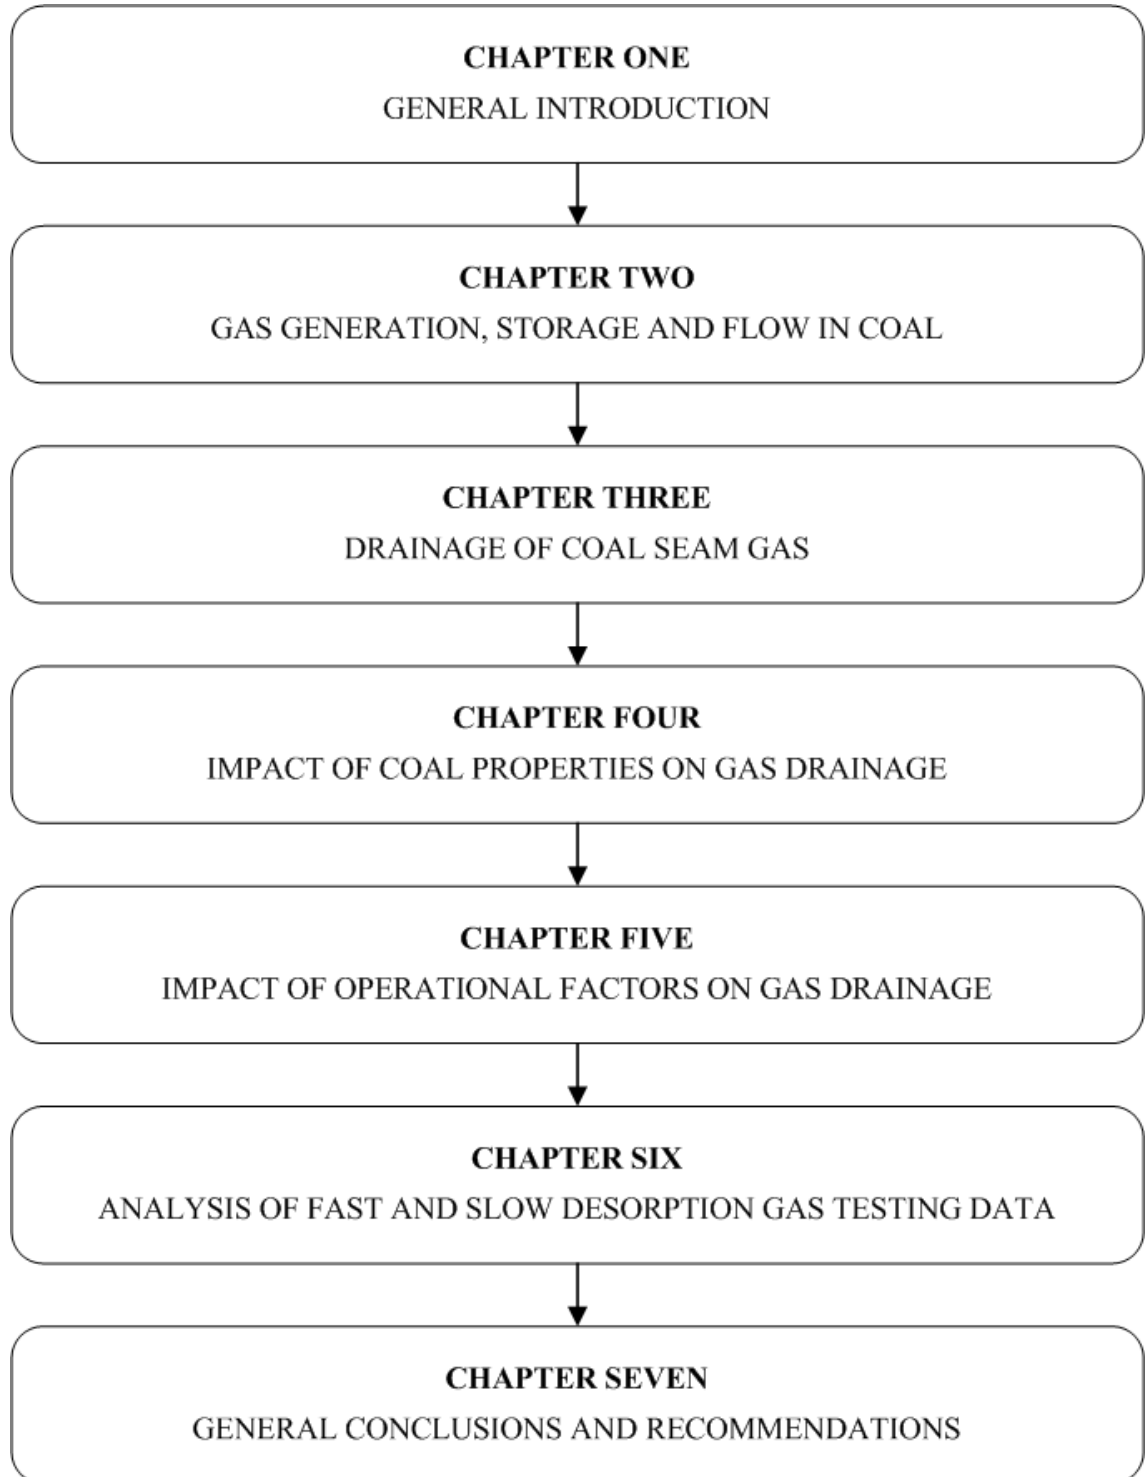 CHAPTER ONE
GENERAL INTRODUCTION
CHAPTER TWO
GAS GENERATION, STORAGE AND FLOW IN COAL
CHAPTER THREE
DRAINAGE OF COAL SEAM GAS
CHAPTER FOUR
IMPACT OF COAL PROPERTIES ON GAS DRAINAGE
CHAPTER FIVE
IMPACT OF OPERATIONAL FACTORS ON GAS DRAINAGE
CHAPTER SIX
ANALYSIS OF FAST AND SLOW DESORPTION GAS TESTING DATA
CHAPTER SEVEN
GENERAL CONCLUSIONS AND RECOMMENDATIONS